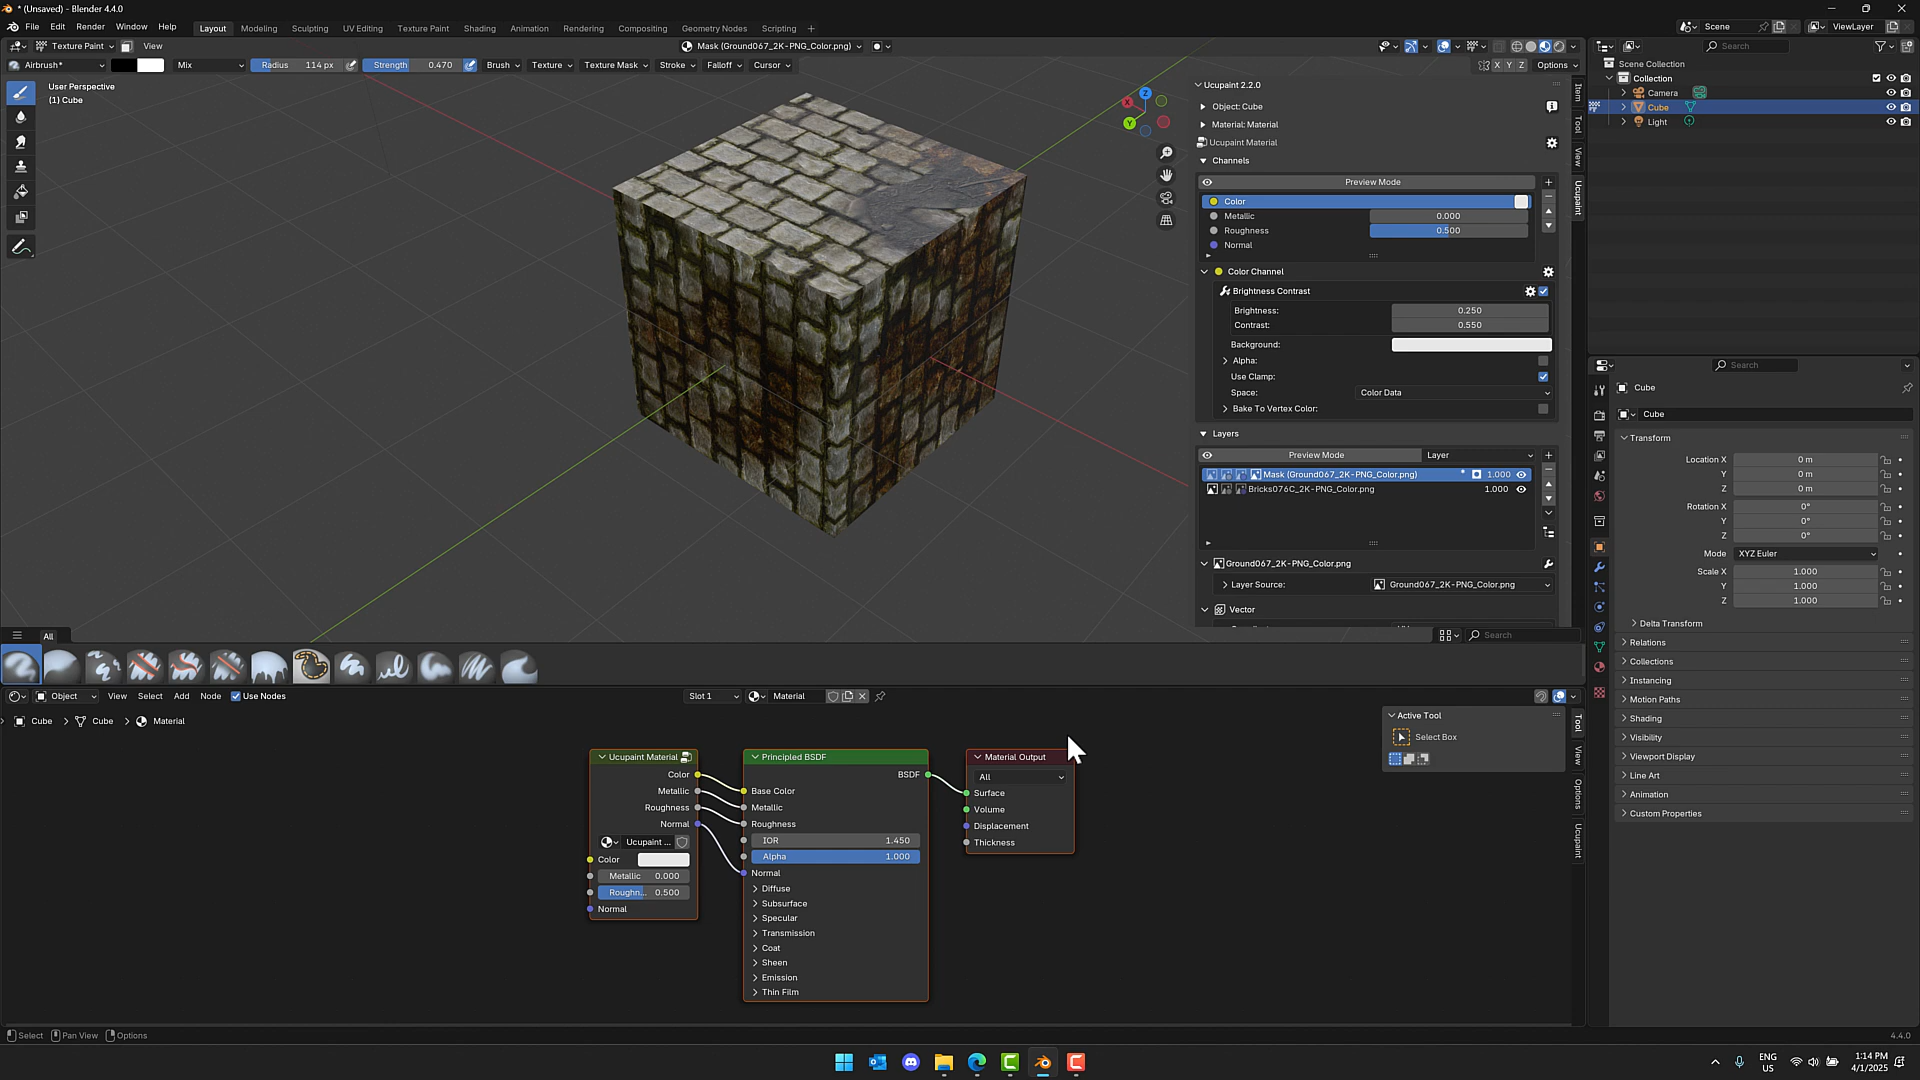 * (Unsaved) - Blender 4.4.0
File Edit Render Window Help Layout Modeling Sculpting UV Editing Texture Paint Shading Animation Rendering Compositing Geometry Nodes Scripting + Scene ViewLayer
Texture Paint View Mask (Ground067_2K-PNG_Color.png)
Airbrush* Mix Radius 114 px Strength 0.470 Brush Texture Texture Mask Stroke Falloff Cursor X Y Z Options
User Perspective
(1) Cube
Z
X
Y
Ucupaint 2.2.0
Object: Cube
Material: Material
Ucupaint Material
Channels
Preview Mode
Color
Metallic 0.000
Roughness 0.500
Normal
Color Channel
Brightness Contrast
Brightness: 0.250
Contrast: 0.550
Background:
Alpha:
Use Clamp:
Space: Color Data
Bake To Vertex Color:
Layers
Preview Mode Layer
Mask (Ground067_2K-PNG_Color.png) * 1.000
Bricks076C_2K-PNG_Color.png 1.000
Ground067_2K-PNG_Color.png
Layer Source: Ground067_2K-PNG_Color.png
Vector
Item
Tool
View
Ucupaint
Search
Scene Collection
Collection
Camera
Cube
Light
Search
Cube
Cube
Transform
Location X 0 m
Y 0 m
Z 0 m
Rotation X 0°
Y 0°
Z 0°
Mode XYZ Euler
Scale X 1.000
Y 1.000
Z 1.000
Delta Transform
Relations
Collections
Instancing
Motion Paths
Shading
Visibility
Viewport Display
Line Art
Animation
Custom Properties
All
Search
Object View Select Add Node Use Nodes Slot 1 Material
Cube > Cube > Material
Active Tool
Select Box
Tool
View
Options
Ucupaint
Ucupaint Material
Color
Metallic
Roughness
Normal
Ucupaint ...
Color
Metallic 0.000
Roughn... 0.500
Normal
Principled BSDF
BSDF
Base Color
Metallic
Roughness
IOR 1.450
Alpha 1.000
Normal
Diffuse
Subsurface
Specular
Transmission
Coat
Sheen
Emission
Thin Film
Material Output
All
Surface
Volume
Displacement
Thickness
Select Pan View Options 4.4.0
ENG
US
1:14 PM
4/1/2025